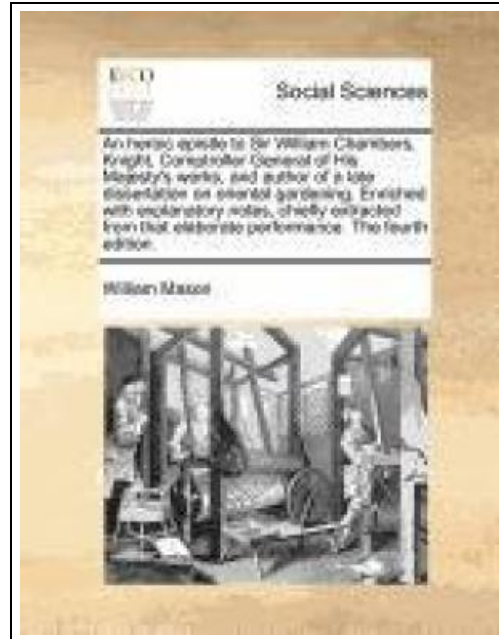 ECCO
Social Sciences
An heroic epistle to Sir William Chambers,
Knight, Comptroller General of His
Majesty's works, and author of a late
dissertation on oriental gardening. Enriched
with explanatory notes, chiefly extracted
from that elaborate performance. The fourth
edition.
William Mason